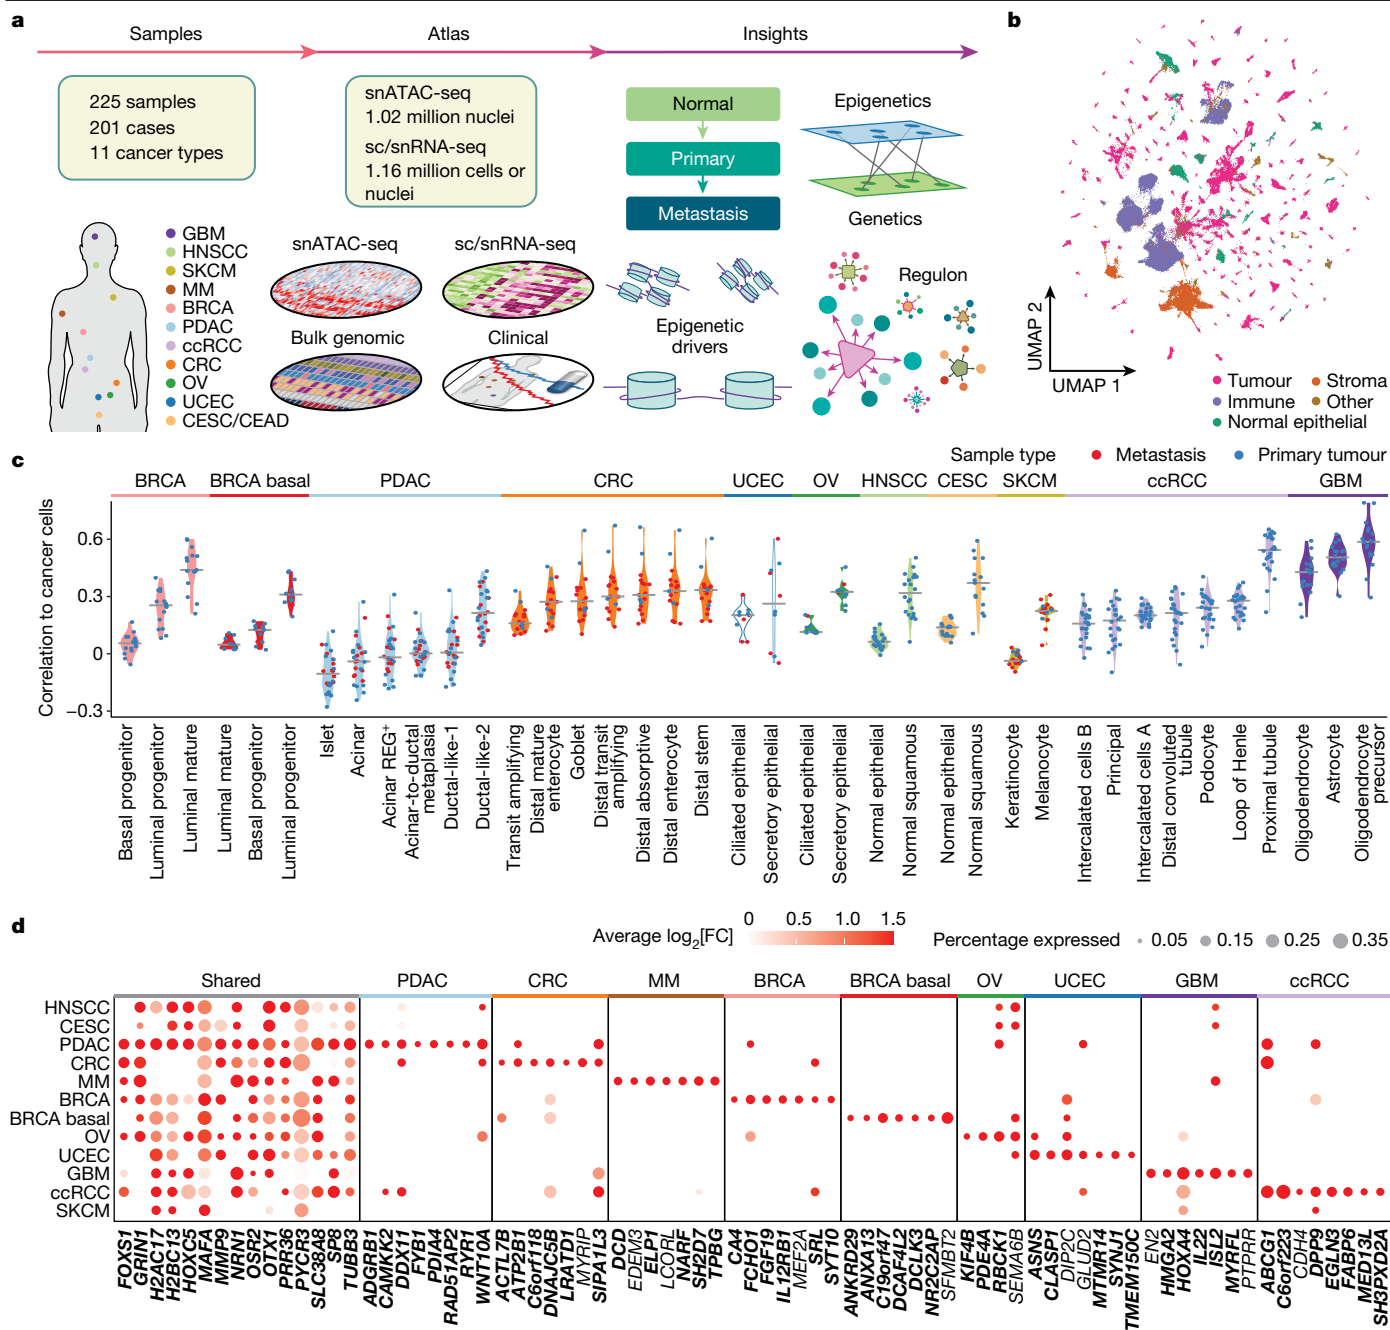 a
Samples
Atlas
Insights
225 samples
201 cases
11 cancer types
snATAC-seq
1.02 million nuclei
sc/snRNA-seq
1.16 million cells or
nuclei
Normal
Primary
Metastasis
Epigenetics
Genetics
GBM
HNSCC
SKCM
MM
BRCA
PDAC
ccRCC
CRC
OV
UCEC
CESC/CEAD
snATAC-seq
sc/snRNA-seq
Bulk genomic
Clinical
Epigenetic
drivers
Regulon
b
UMAP 2
UMAP 1
Tumour
Stroma
Immune
Other
Normal epithelial
c
Sample type
Metastasis
Primary tumour
BRCA
BRCA basal
PDAC
CRC
UCEC
OV
HNSCC
CESC
SKCM
ccRCC
GBM
Correlation to cancer cells
0.6
0.3
0
−0.3
Basal progenitor
Luminal progenitor
Luminal mature
Luminal mature
Basal progenitor
Luminal progenitor
Islet
Acinar
Acinar REG+
Acinar-to-ductal
metaplasia
Ductal-like-1
Ductal-like-2
Transit amplifying
Distal mature
enterocyte
Goblet
Distal transit
amplifying
Distal absorptive
Distal enterocyte
Distal stem
Ciliated epithelial
Secretory epithelial
Ciliated epithelial
Secretory epithelial
Normal epithelial
Normal squamous
Normal epithelial
Normal squamous
Keratinocyte
Melanocyte
Intercalated cells B
Principal
Intercalated cells A
Distal convoluted
tubule
Podocyte
Loop of Henle
Proximal tubule
Oligodendrocyte
Astrocyte
Oligodendrocyte
precursor
d
Average log2[FC]
0 0.5 1.0 1.5
Percentage expressed
0.05 0.15 0.25 0.35
Shared
PDAC
CRC
MM
BRCA
BRCA basal
OV
UCEC
GBM
ccRCC
HNSCC
CESC
PDAC
CRC
MM
BRCA
BRCA basal
OV
UCEC
GBM
ccRCC
SKCM
FOXS1
GRIN1
H2AC17
H2BC13
HOXC5
MAFA
MMP9
NRN1
OSR2
OTX1
PRR36
PYCR3
SLC38A8
SP8
TUBB3
ADGRB1
CAMKK2
DDX11
FYB1
PDIA4
RAD51AP2
RYR1
WNT10A
ACTL7B
ATP2B1
C6orf118
DNAJC5B
LRATD1
MYRIP
SIPA1L3
DCD
EDEM3
ELP1
LCORL
NARF
SH2D7
TPBG
CA4
FCHO1
FGF19
IL12RB1
MEF2A
SRL
SYT10
ANKRD29
ANXA13
C19orf47
DCAF4L2
DCLK3
NR2C2AP
SFMBT2
KIF4B
PDE4A
RBCK1
SEMA6B
ASNS
CLASP1
DIP2C
GLUD2
MTMR14
SYNJ1
TMEM150C
EN2
HMGA2
HOXA4
IL22
ISL2
MYRFL
PTPRR
ABCG1
C6orf223
CDH4
DPP9
EGLN3
FABP6
MED13L
SH3PXD2A